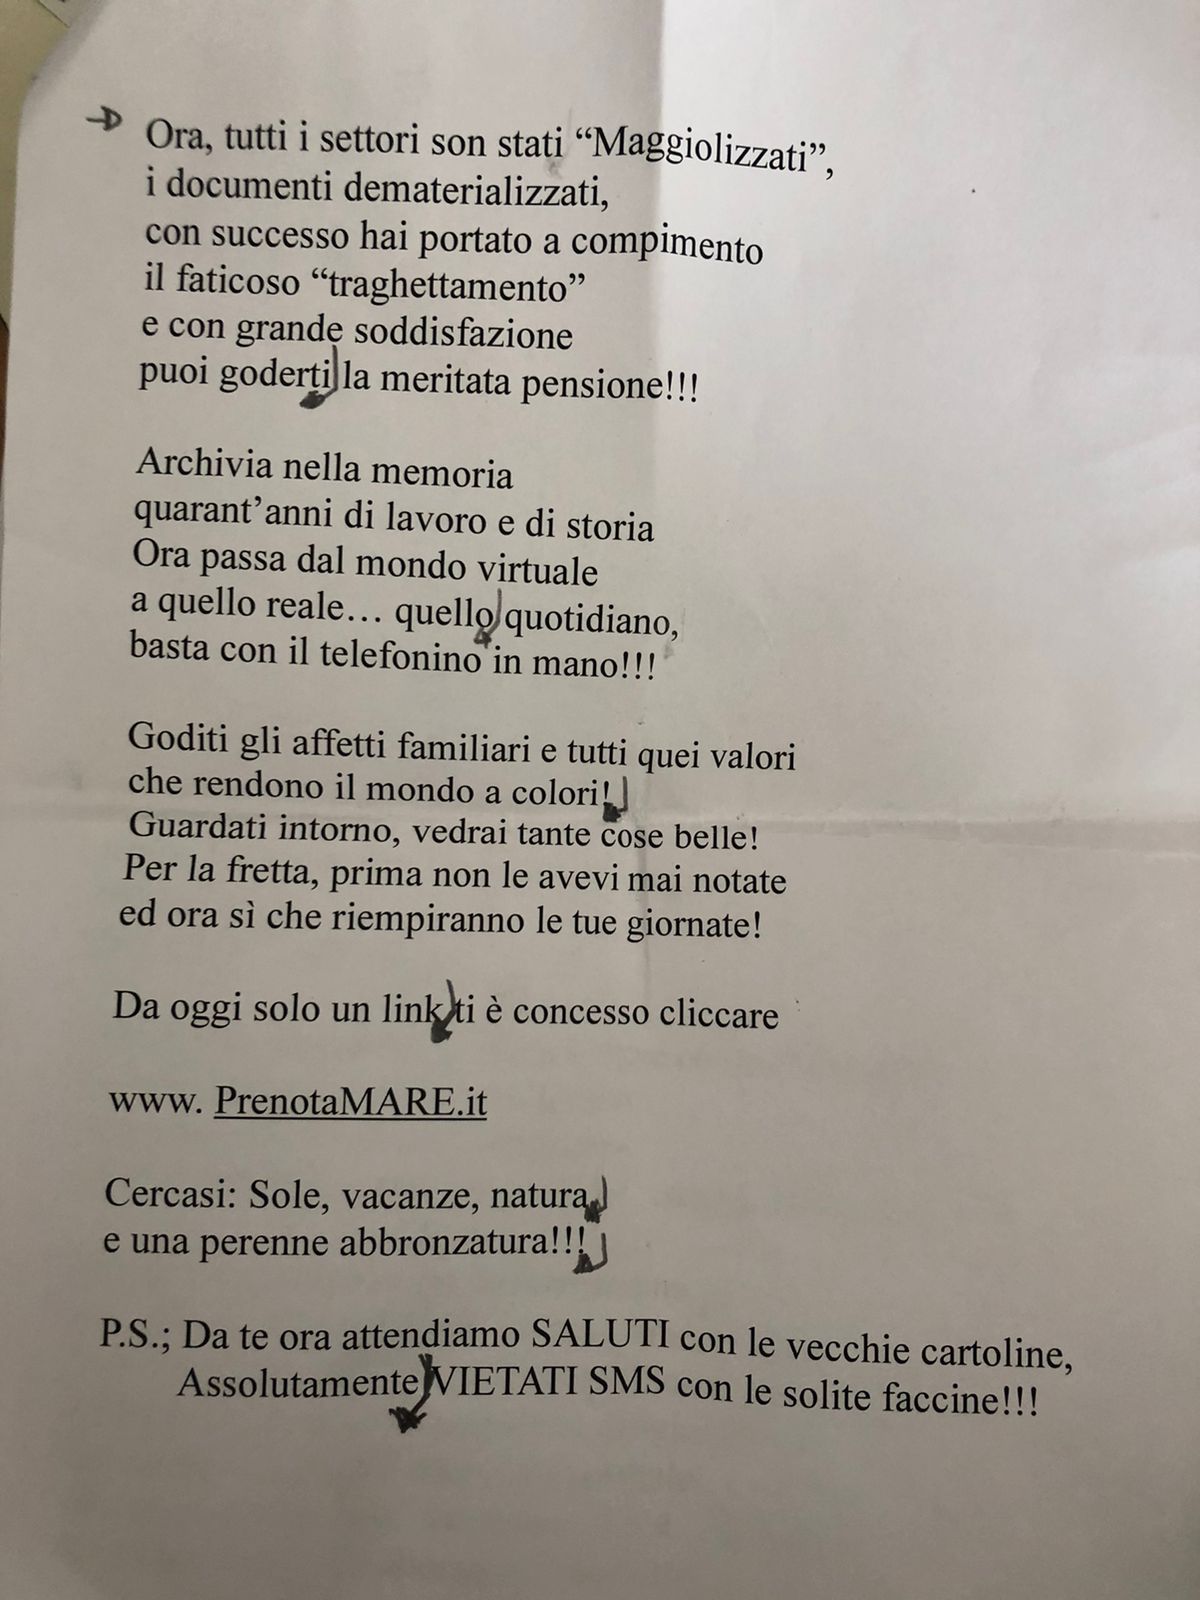 Ora, tutti i settori son stati “Maggiolizzati”,
i documenti dematerializzati,
con successo hai portato a compimento
il faticoso “traghettamento”
e con grande soddisfazione
puoi goderti la meritata pensione!!!
Archivia nella memoria
quarant’anni di lavoro e di storia
Ora passa dal mondo virtuale
a quello reale… quello quotidiano,
basta con il telefonino in mano!!!
Goditi gli affetti familiari e tutti quei valori
che rendono il mondo a colori!
Guardati intorno, vedrai tante cose belle!
Per la fretta, prima non le avevi mai notate
ed ora sì che riempiranno le tue giornate!
Da oggi solo un link ti è concesso cliccare
www. PrenotaMARE.it
Cercasi: Sole, vacanze, natura
e una perenne abbronzatura!!!
P.S.; Da te ora attendiamo SALUTI con le vecchie cartoline,
Assolutamente VIETATI SMS con le solite faccine!!!